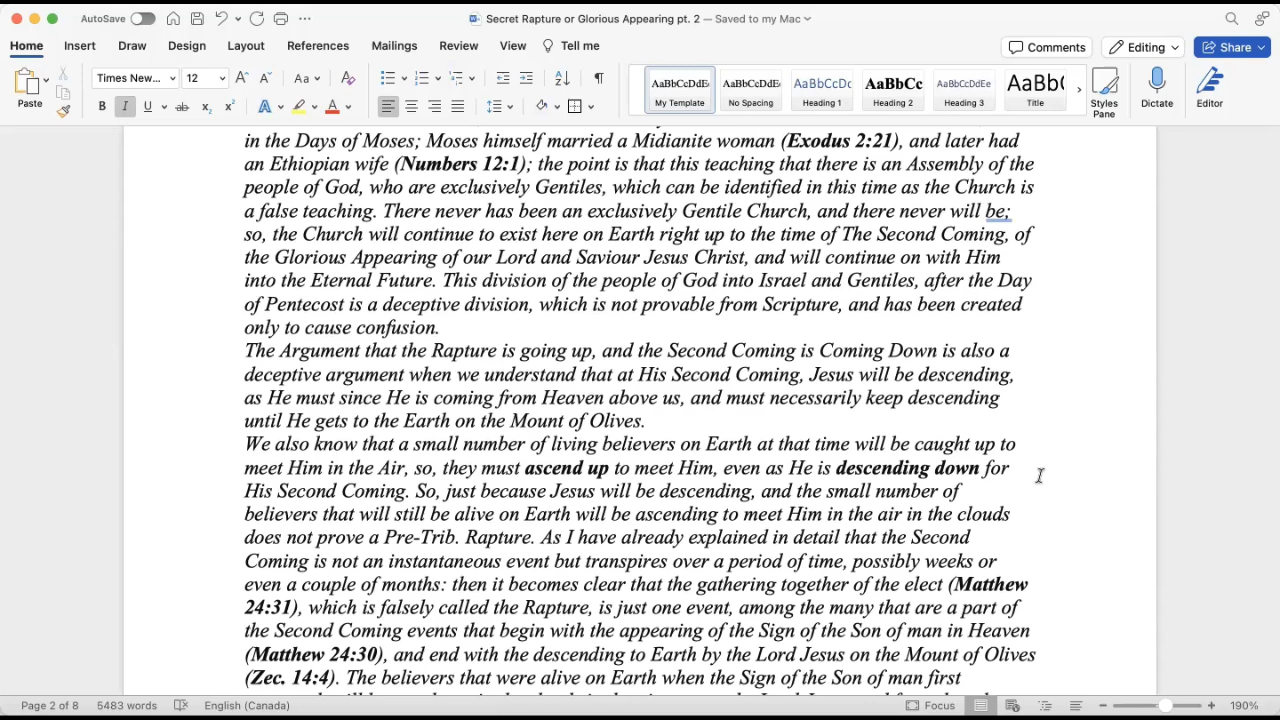 AutoSave
Secret Rapture or Glorious Appearing pt. 2 — Saved to my Mac
Home Insert Draw Design Layout References Mailings Review View Tell me Comments Editing Share
Paste Times New... 12 Aa
B I U ab x₂ x² A A
AaBbCcDdEe AaBbCcDdEe AaBbCcDc AaBbCc AaBbCcDdEe AaBb(
My Template No Spacing Heading 1 Heading 2 Heading 3 Title Styles Pane Dictate Editor
in the Days of Moses; Moses himself married a Midianite woman (Exodus 2:21), and later had
an Ethiopian wife (Numbers 12:1); the point is that this teaching that there is an Assembly of the
people of God, who are exclusively Gentiles, which can be identified in this time as the Church is
a false teaching. There never has been an exclusively Gentile Church, and there never will be;
so, the Church will continue to exist here on Earth right up to the time of The Second Coming, of
the Glorious Appearing of our Lord and Saviour Jesus Christ, and will continue on with Him
into the Eternal Future. This division of the people of God into Israel and Gentiles, after the Day
of Pentecost is a deceptive division, which is not provable from Scripture, and has been created
only to cause confusion.
The Argument that the Rapture is going up, and the Second Coming is Coming Down is also a
deceptive argument when we understand that at His Second Coming, Jesus will be descending,
as He must since He is coming from Heaven above us, and must necessarily keep descending
until He gets to the Earth on the Mount of Olives.
We also know that a small number of living believers on Earth at that time will be caught up to
meet Him in the Air, so, they must ascend up to meet Him, even as He is descending down for
His Second Coming. So, just because Jesus will be descending, and the small number of
believers that will still be alive on Earth will be ascending to meet Him in the air in the clouds
does not prove a Pre-Trib. Rapture. As I have already explained in detail that the Second
Coming is not an instantaneous event but transpires over a period of time, possibly weeks or
even a couple of months: then it becomes clear that the gathering together of the elect (Matthew
24:31), which is falsely called the Rapture, is just one event, among the many that are a part of
the Second Coming events that begin with the appearing of the Sign of the Son of man in Heaven
(Matthew 24:30), and end with the descending to Earth by the Lord Jesus on the Mount of Olives
(Zec. 14:4). The believers that were alive on Earth when the Sign of the Son of man first
Page 2 of 8 5483 words English (Canada) Focus 190%